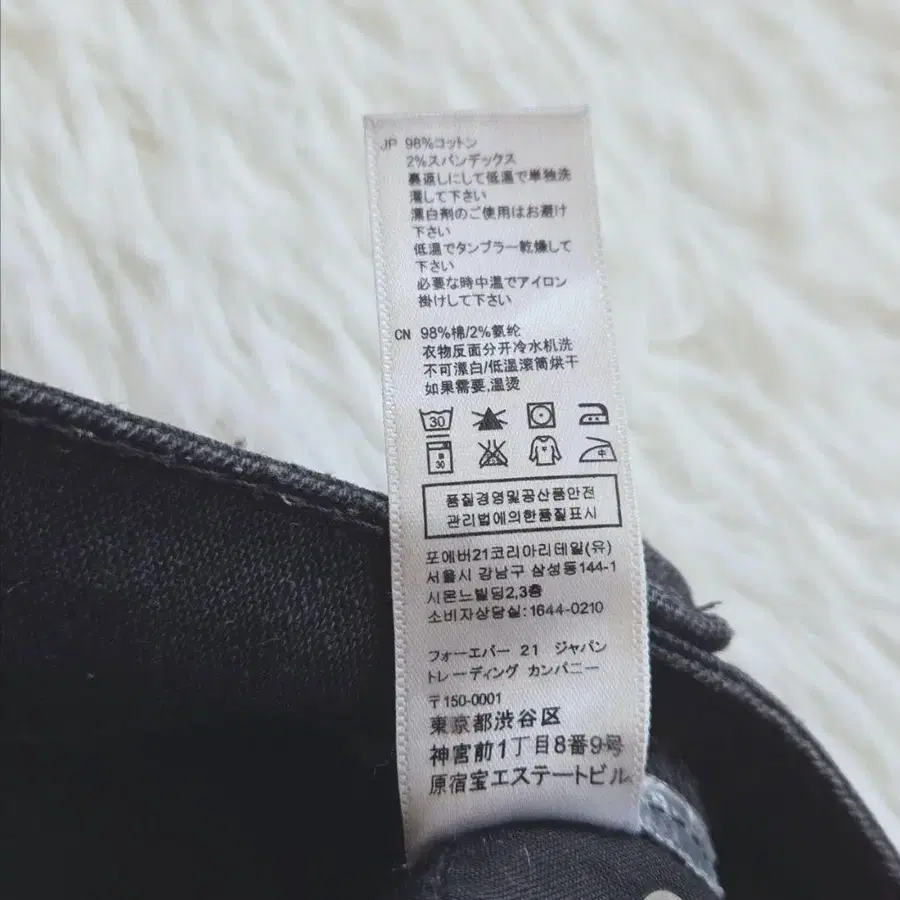 JP 98%コットン
2%スパンデックス
裏返しにして低温で単独洗
濯して下さい
漂白剤のご使用はお避け
下さい
低温でタンブラー乾燥して
下さい
必要な時中温でアイロン
掛けして下さい
CN 98%棉/2%氨纶
衣物反面分开冷水机洗
不可漂白/低温滚筒烘干
如果需要,温烫
30
30 中
품질경영및공산품안전
관리법에의한품질표시
포에버21코리아리테일(유)
서울시 강남구 삼성동144-1
시몬느빌딩2,3층
소비자상담실:1644-0210
フォーエバー 21 ジャパン
トレーディング カンパニー
〒150-0001
東京都渋谷区
神宮前1丁目8番9号
原宿宝エステートビル